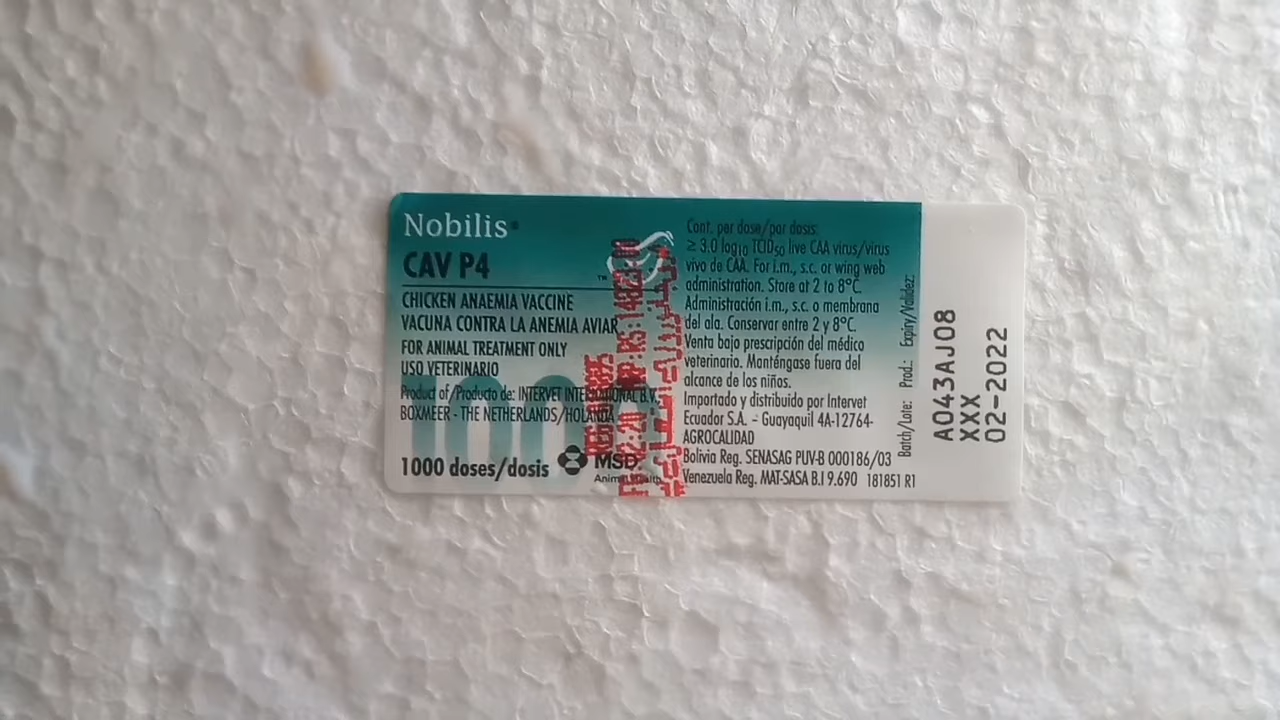 Nobilis®
CAV P4
CHICKEN ANAEMIA VACCINE
VACUNA CONTRA LA ANEMIA AVIAR
FOR ANIMAL TREATMENT ONLY
USO VETERINARIO
Product of/Producto de: INTERVET INTERNATIONAL B.V.
BOXMEER - THE NETHERLANDS/HOLANDA
1000 doses/dosis
MSD
Animal Health
™
Cont. per dose/por dosis:
≥ 3.0 log10 TCID50 live CAA virus/virus
vivo de CAA. For i.m., s.c. or wing web
administration. Store at 2 to 8°C.
Administración i.m., s.c. o membrana
del ala. Conservar entre 2 y 8°C.
Venta bajo prescripción del médico
veterinario. Manténgase fuera del
alcance de los niños.
Importado y distribuido por Intervet
Ecuador S.A. - Guayaquil 4A-12764-
AGROCALIDAD
Bolivia Reg. SENASAG PUV-B 000186/03
Venezuela Reg. MAT-SASA B.I 9.690 181851 R1
Batch/Lote: Prod.: Expiry/Validez:
A043AJ08
XXX
02-2022